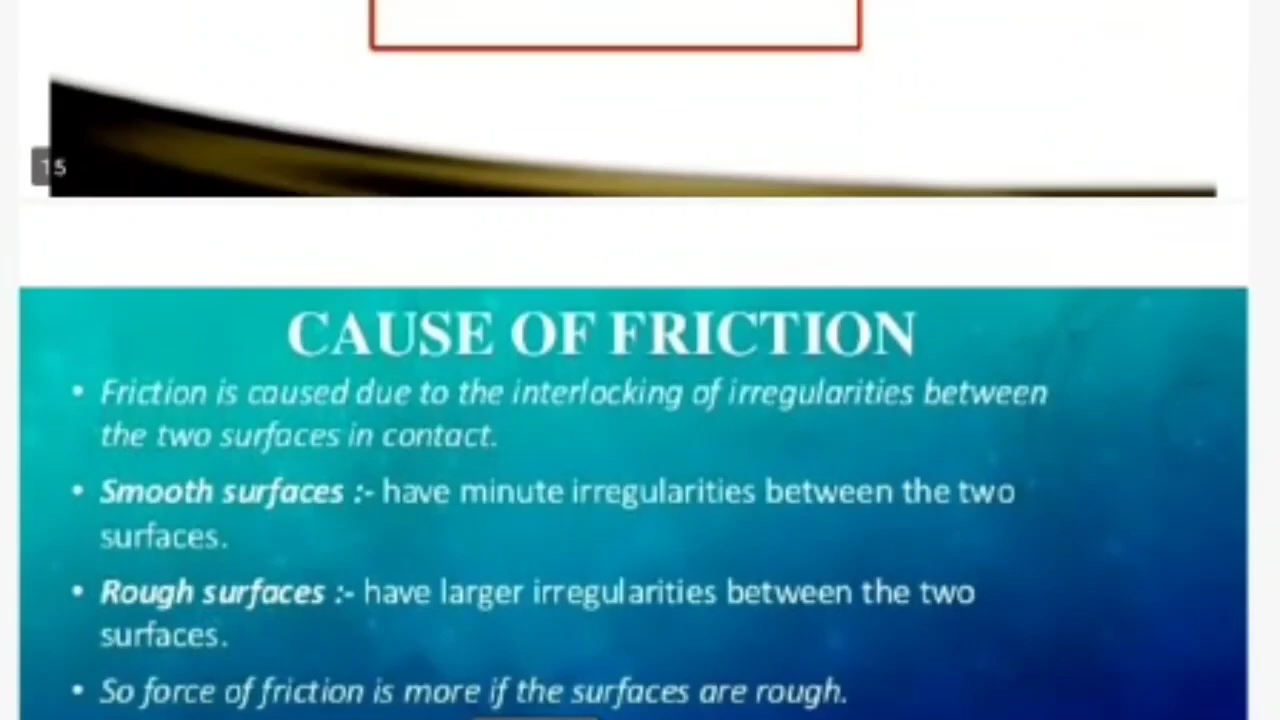 15
CAUSE OF FRICTION
• Friction is caused due to the interlocking of irregularities between
the two surfaces in contact.
• Smooth surfaces :- have minute irregularities between the two
surfaces.
• Rough surfaces :- have larger irregularities between the two
surfaces.
• So force of friction is more if the surfaces are rough.